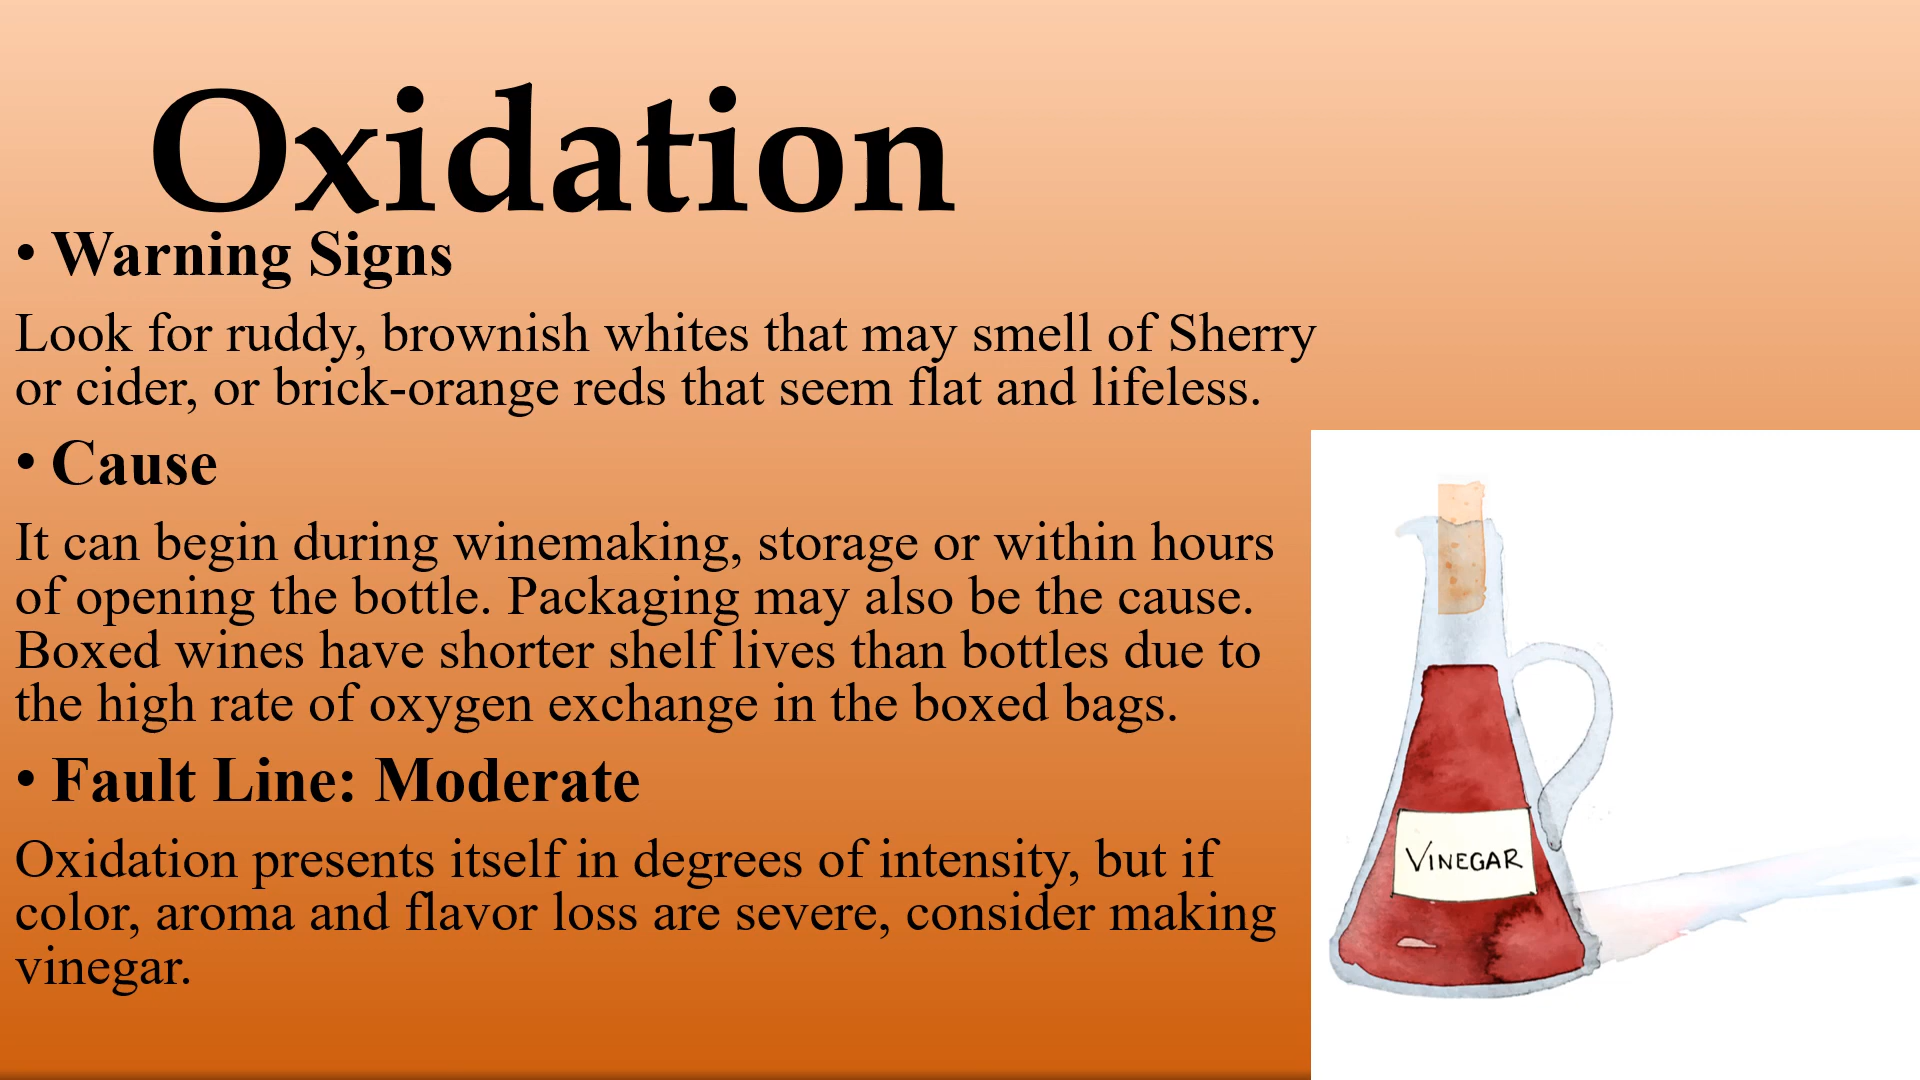 Oxidation
• Warning Signs
Look for ruddy, brownish whites that may smell of Sherry
or cider, or brick-orange reds that seem flat and lifeless.
• Cause
It can begin during winemaking, storage or within hours
of opening the bottle. Packaging may also be the cause.
Boxed wines have shorter shelf lives than bottles due to
the high rate of oxygen exchange in the boxed bags.
• Fault Line: Moderate
Oxidation presents itself in degrees of intensity, but if
color, aroma and flavor loss are severe, consider making
vinegar.
VINEGAR